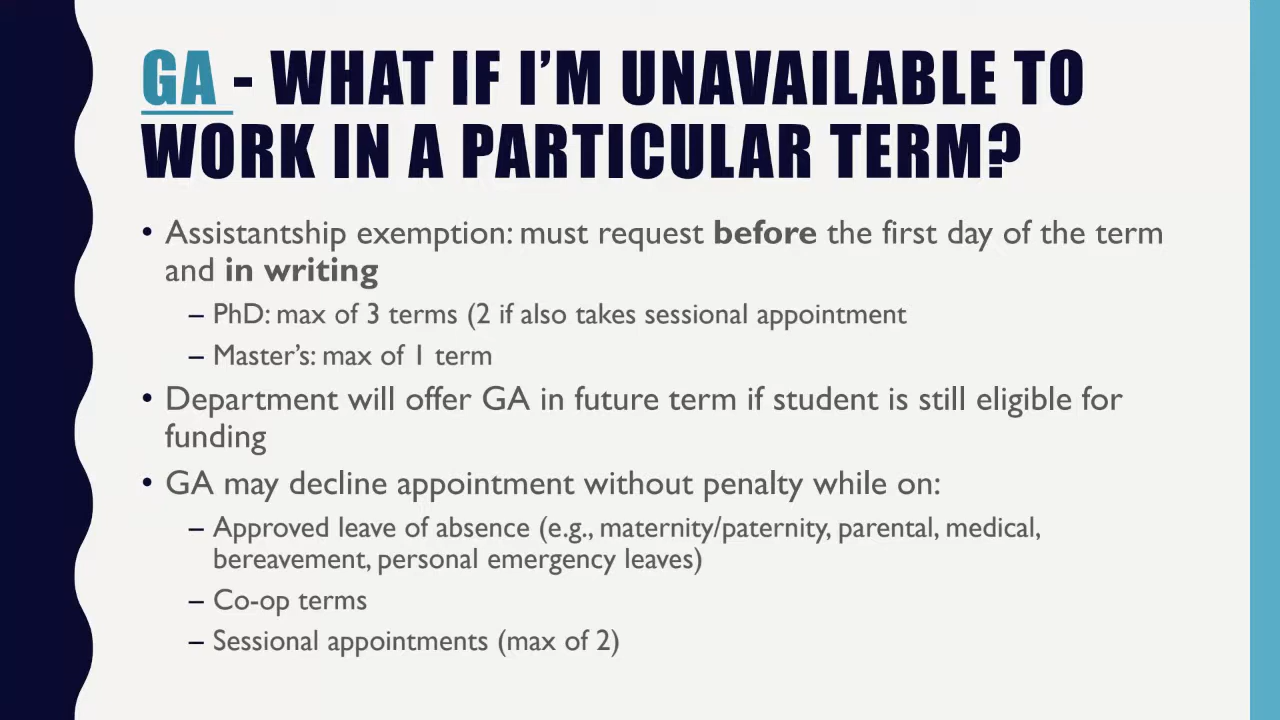 GA - WHAT IF I’M UNAVAILABLE TO
WORK IN A PARTICULAR TERM?
• Assistantship exemption: must request before the first day of the term
and in writing
– PhD: max of 3 terms (2 if also takes sessional appointment
– Master’s: max of 1 term
• Department will offer GA in future term if student is still eligible for
funding
• GA may decline appointment without penalty while on:
– Approved leave of absence (e.g., maternity/paternity, parental, medical,
bereavement, personal emergency leaves)
– Co-op terms
– Sessional appointments (max of 2)